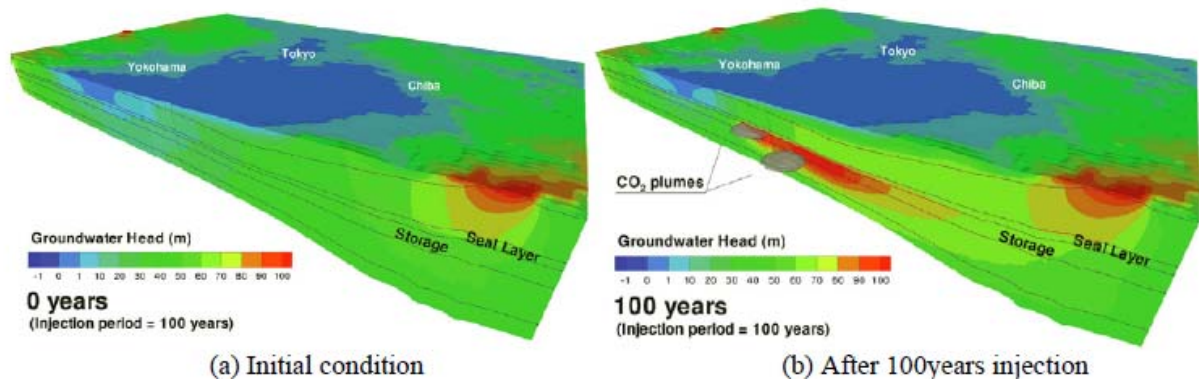 Tokyo
Yokohama
Chiba
Storage
Seal Layer
Groundwater Head (m)
-1 0 1 10 20 30 40 50 60 70 80 90 100
0 years
(Injection period = 100 years)
(a) Initial condition
Tokyo
Yokohama
Chiba
CO₂ plumes
Storage
Seal Layer
Groundwater Head (m)
-1 0 1 10 20 30 40 50 60 70 80 90 100
100 years
(Injection period = 100 years)
(b) After 100years injection